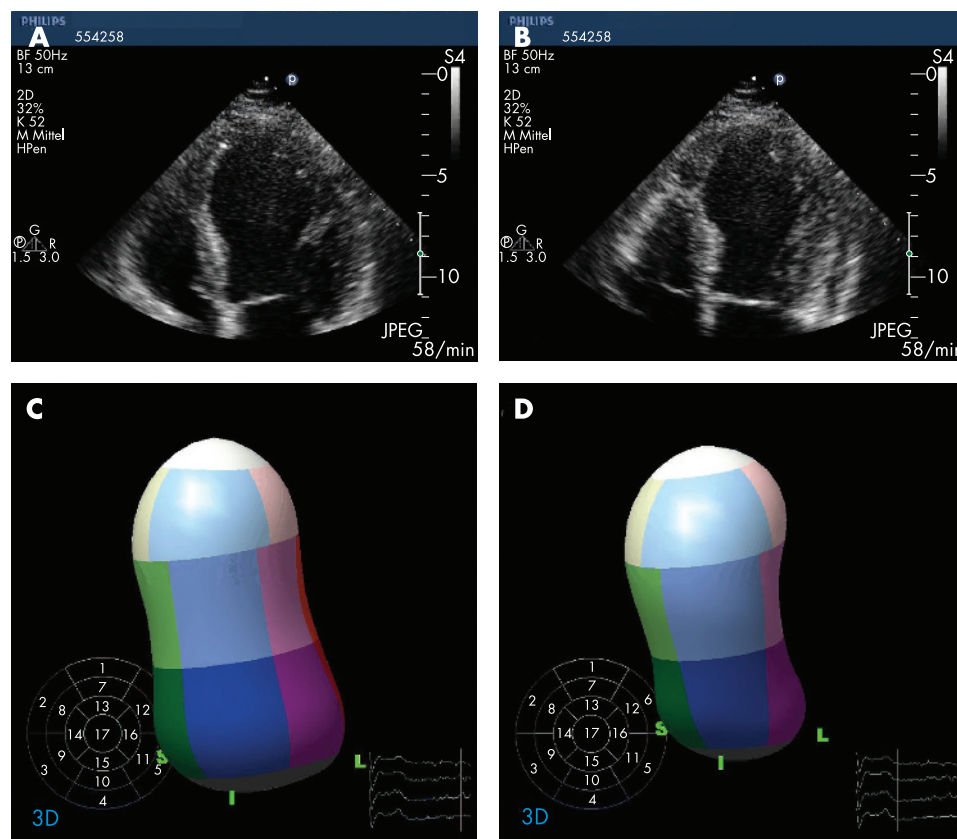 PHILIPS
A 554258
BF 50Hz
13 cm
2D
32%
K 52
M Mittel
HPen
P
G
P R
1.5 3.0
S4
0
5
10
JPEG
58/min
PHILIPS
B 554258
BF 50Hz
13 cm
2D
32%
K 52
M Mittel
HPen
P
G
P R
1.5 3.0
S4
0
5
10
JPEG
58/min
C
1
7
2 8 13 12
14 17 16
9 15 11
3 10 5
4
S
I
L
3D
D
1
7
2 8 13 12 6
14 17 16
9 15 11
3 10 5
4
S
I
L
3D